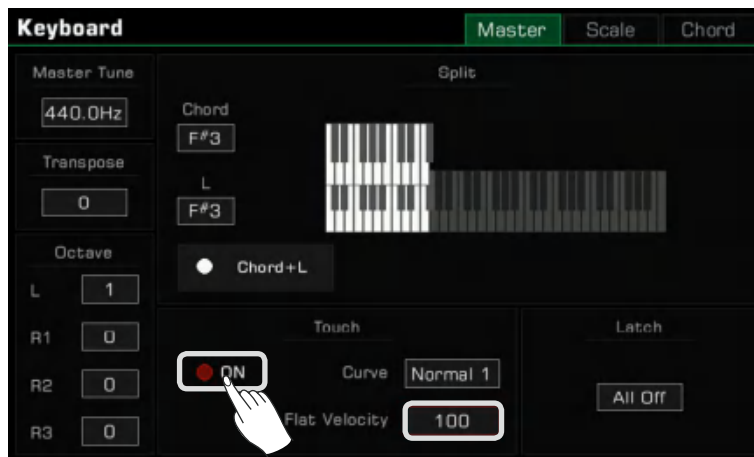 Keyboard
Master Scale Chord
Master Tune
440.0Hz
Transpose
0
Octave
L 1
R1 0
R2 0
R3 0
Split
Chord
F#3
L
F#3
Chord+L
Touch
ON
Curve Normal 1
Flat Velocity 100
Latch
All Off